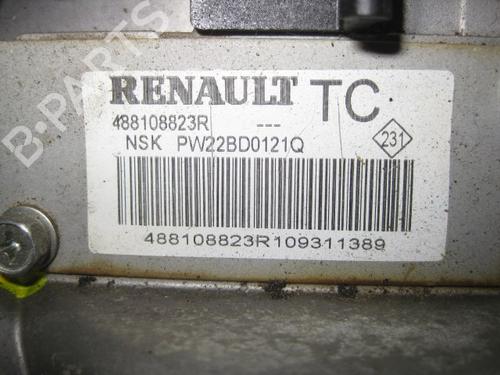 RENAULT TC
488108823R ---
NSK PW22BD0121Q
231
488108823R109311389
B-PARTS